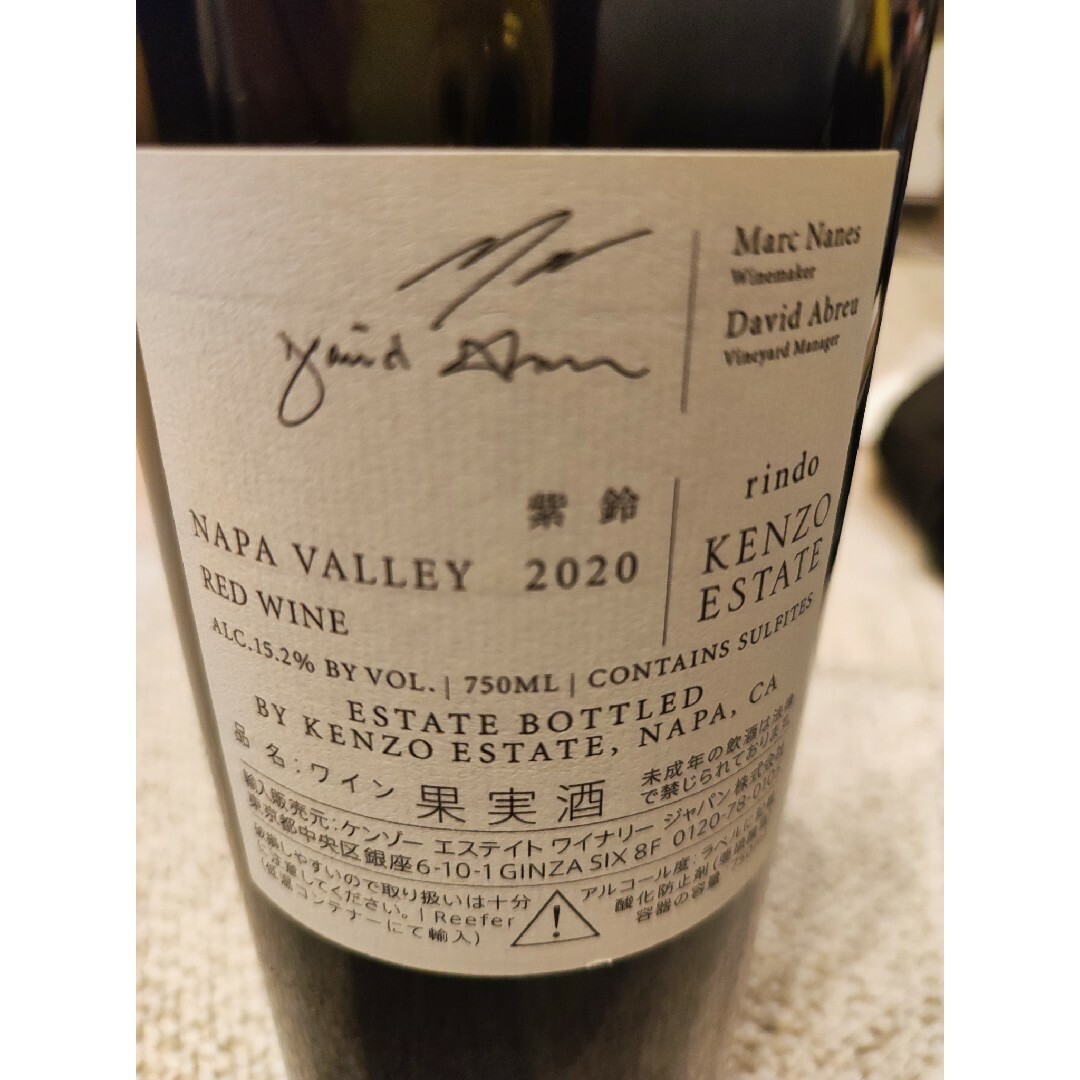 Marc Nanes
Winemaker
David Abreu
Vineyard Manager
紫鈴
rindo
NAPA VALLEY 2020
KENZO
ESTATE
RED WINE
ALC.15.2% BY VOL. | 750ML | CONTAINS SULFITES
ESTATE BOTTLED
BY KENZO ESTATE, NAPA, CA
品名:ワイン 果実酒
未成年の飲酒は法律
で禁じられておりま
輸入販売元:ケンゾー エステイト ワイナリー ジャパン株式会社
東京都中央区銀座6-10-1 GINZA SIX 8F 0120-78-
しやすいので取り扱いは十分
に注意してください。| Reefer
(低温コンテナーにて輸入)
アルコール度:ラベルに記載
酸化防止剤
容器の容量